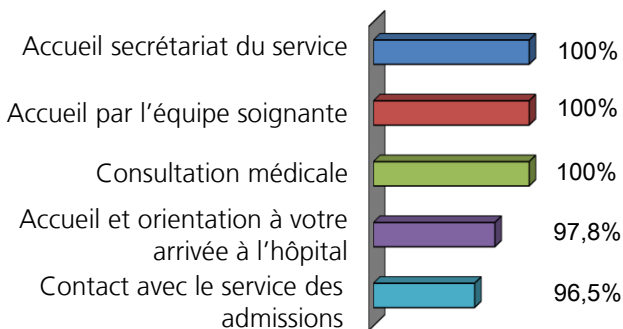 Accueil secrétariat du service 100%
Accueil par l'équipe soignante 100%
Consultation médicale 100%
Accueil et orientation à votre
arrivée à l'hôpital 97,8%
Contact avec le service des
admissions 96,5%